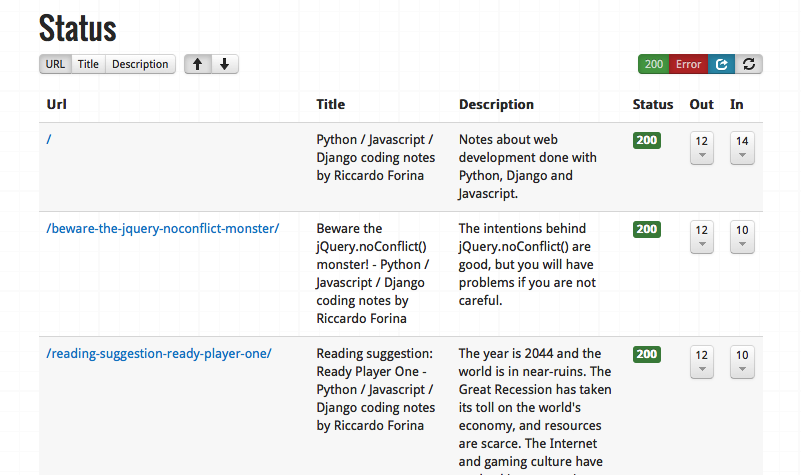 Status
URL Title Description 200 Error
Url Title Description Status Out In
/ Python / Javascript / Notes about web 200 12 14
Django coding notes development done with
by Riccardo Forina Python, Django and
Javascript.
/beware-the-jquery-noconflict-monster/ Beware the The intentions behind 200 12 10
jQuery.noConflict() jQuery.noConflict() are
monster! - Python / good, but you will have
Javascript / Django problems if you are not
coding notes by careful.
Riccardo Forina
/reading-suggestion-ready-player-one/ Reading suggestion: The year is 2044 and the 200 12 10
Ready Player One - world is in near-ruins. The
Python / Javascript / Great Recession has taken
Django coding notes its toll on the world's
by Riccardo Forina economy, and resources
are scarce. The Internet
and gaming culture have